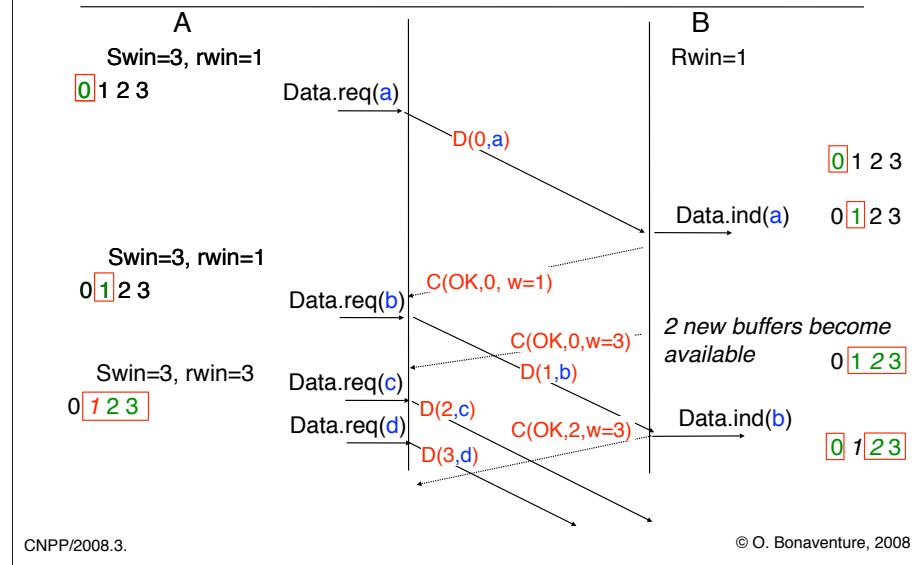 A
B
Swin=3, rwin=1
Rwin=1
0 1 2 3
Data.req(a)
D(0,a)
0 1 2 3
Data.ind(a)
0 1 2 3
Swin=3, rwin=1
0 1 2 3
C(OK,0, w=1)
Data.req(b)
2 new buffers become
available
C(OK,0,w=3)
0 1 2 3
D(1,b)
Swin=3, rwin=3
0 1 2 3
Data.req(c)
D(2,c)
Data.req(d)
C(OK,2,w=3)
Data.ind(b)
D(3,d)
0 1 2 3
CNPP/2008.3.
© O. Bonaventure, 2008